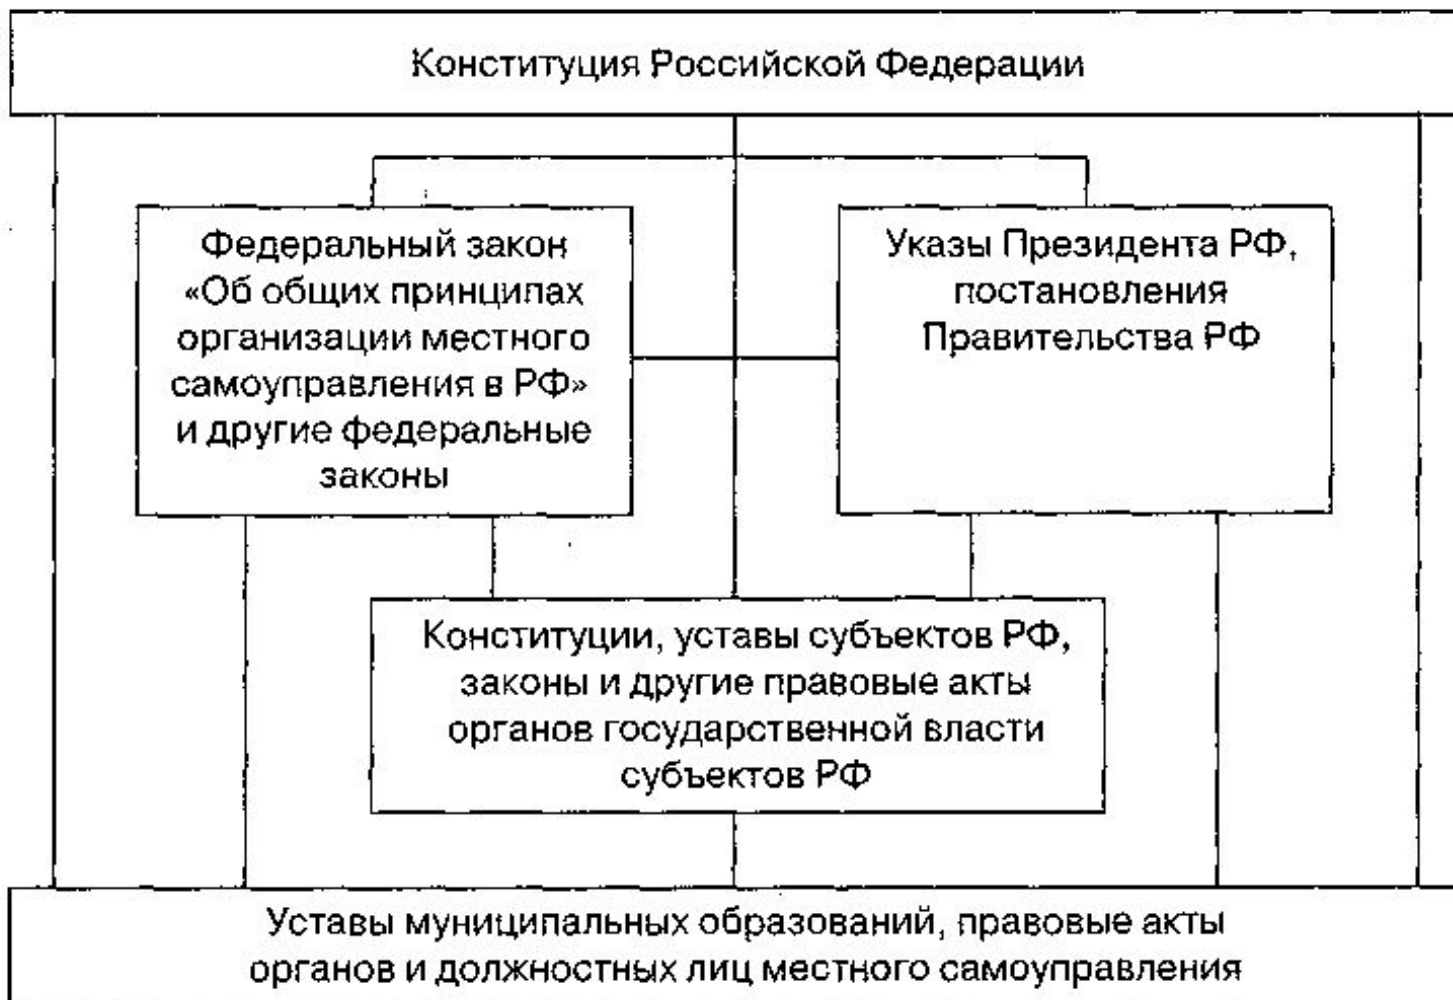 Конституция Российской Федерации
Федеральный закон
«Об общих принципах
организации местного
самоуправления в РФ»
и другие федеральные
законы
Указы Президента РФ,
постановления
Правительства РФ
Конституции, уставы субъектов РФ,
законы и другие правовые акты
органов государственной власти
субъектов РФ
Уставы муниципальных образований, правовые акты
органов и должностных лиц местного самоуправления